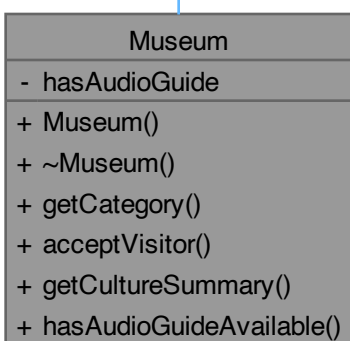 Museum
- hasAudioGuide
+ Museum()
+ ~Museum()
+ getCategory()
+ acceptVisitor()
+ getCultureSummary()
+ hasAudioGuideAvailable()